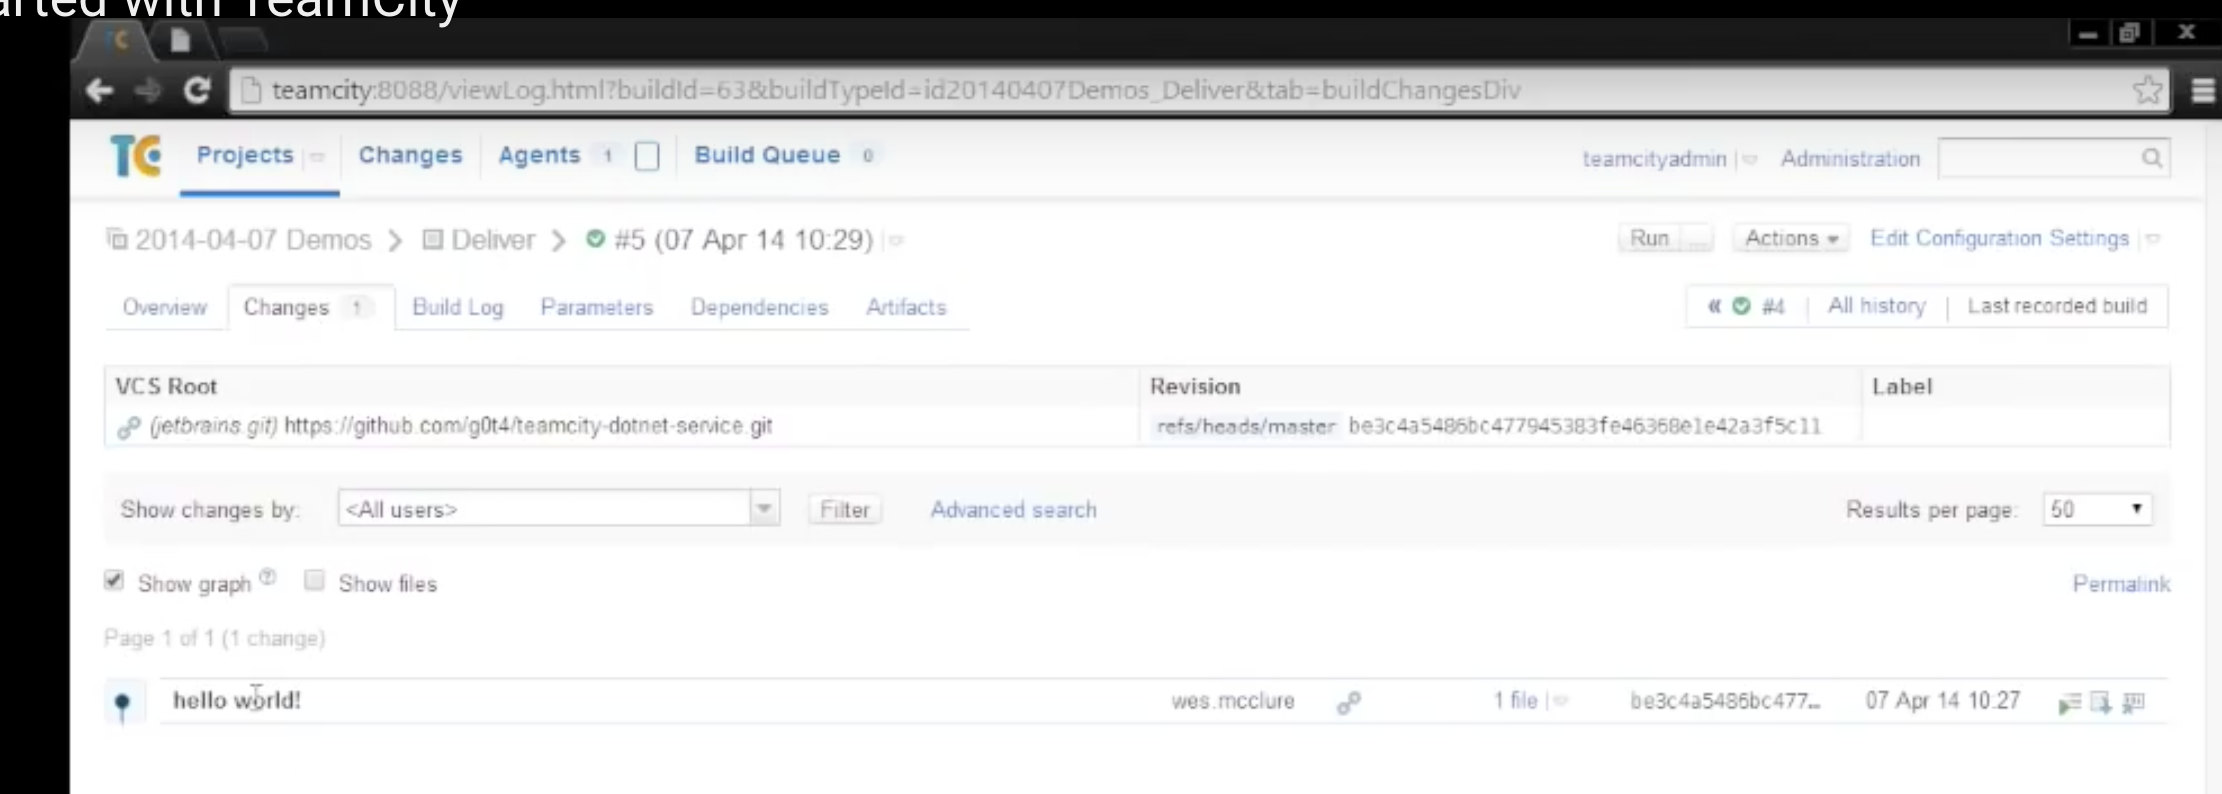 arted with TeamCity
teamcity:8088/viewLog.html?buildId=63&buildTypeId=id20140407Demos_Deliver&tab=buildChangesDiv
TC Projects Changes Agents 1 Build Queue 0 teamcityadmin Administration
2014-04-07 Demos > Deliver > #5 (07 Apr 14 10:29) Run ... Actions Edit Configuration Settings
Overview Changes 1 Build Log Parameters Dependencies Artifacts « #4 | All history | Last recorded build
VCS Root Revision Label
(jetbrains.git) https://github.com/g0t4/teamcity-dotnet-service.git refs/heads/master be3c4a5486bc477945383fe46368e1e42a3f5c11
Show changes by: <All users> Filter Advanced search Results per page: 50
Show graph ? Show files Permalink
Page 1 of 1 (1 change)
hello world! wes.mcclure 1 file be3c4a5486bc477... 07 Apr 14 10:27